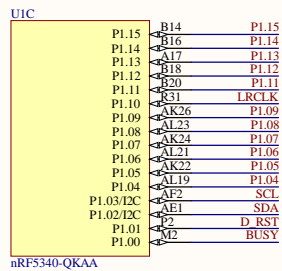 U1C
P1.15 B14 P1.15
P1.14 B16 P1.14
P1.13 A17 P1.13
P1.12 B18 P1.12
P1.11 B20 P1.11
P1.10 R31 LRCLK
P1.09 AK26 P1.09
P1.08 AL23 P1.08
P1.07 AK24 P1.07
P1.06 AL21 P1.06
P1.05 AK22 P1.05
P1.04 AL19 P1.04
P1.03/I2C AF2 SCL
P1.02/I2C AE1 SDA
P1.01 P2 D_RST
P1.00 M2 BUSY
nRF5340-QKAA